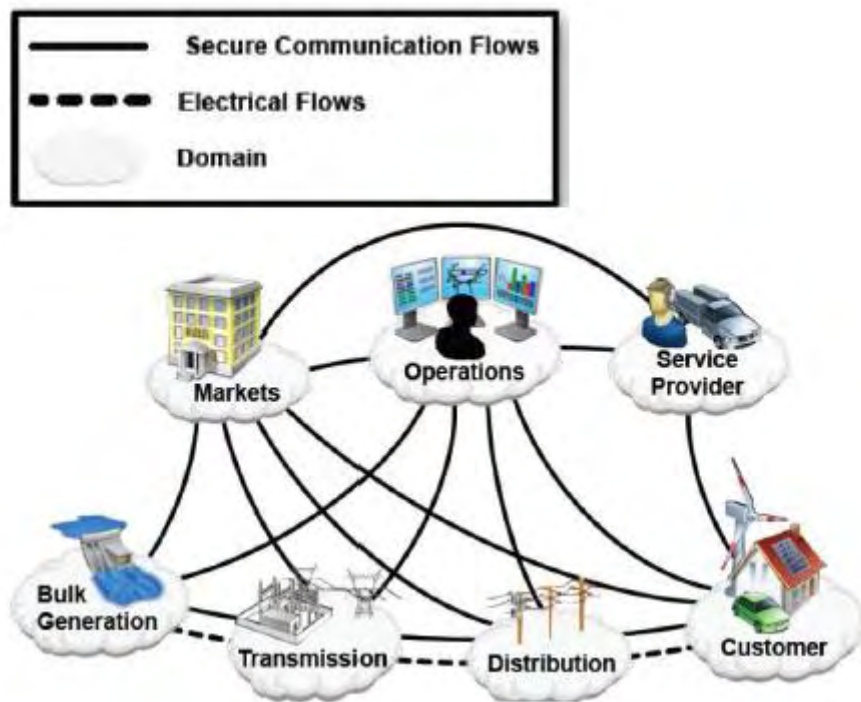 Secure Communication Flows
Electrical Flows
Domain
Markets
Operations
Service
Provider
Bulk
Generation
Transmission
Distribution
Customer